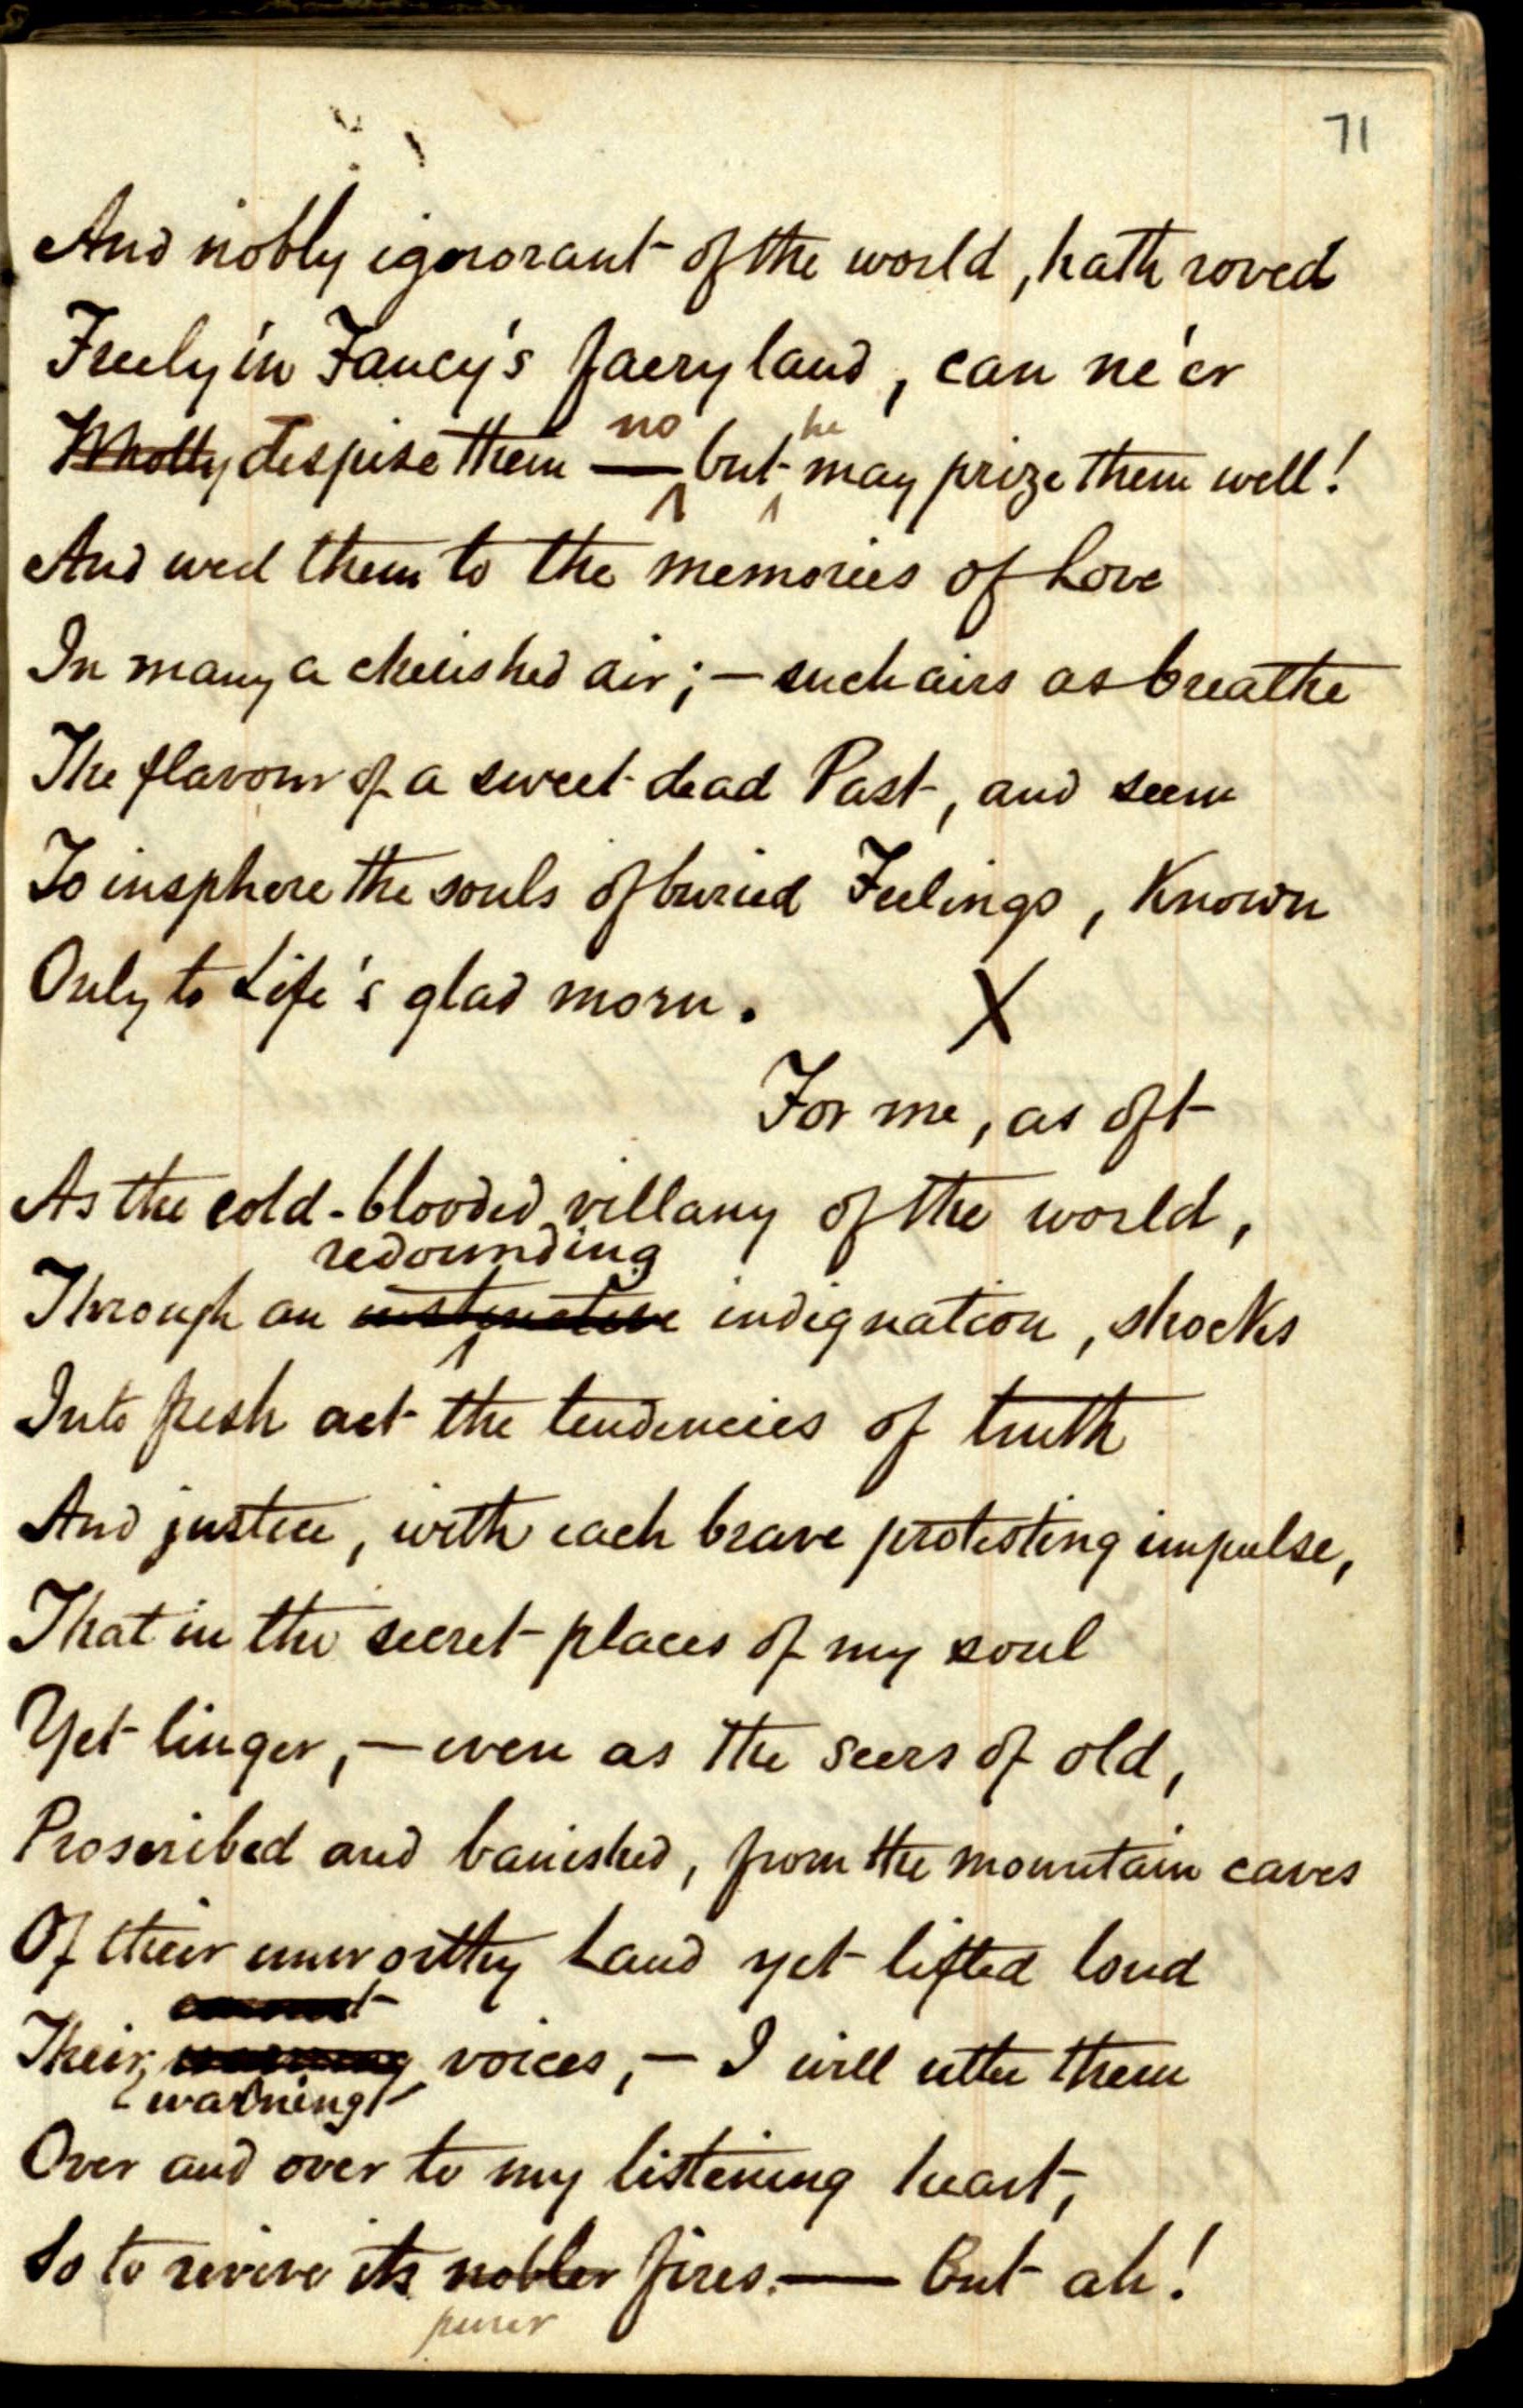 71
And nobly ignorant of the world, hath roved
Freely in Fancy's faery land, can ne'er
no he
Wholly despise them — but may prize them well!
And wed them to the memories of Love
In many a cherished air; — such airs as breathe
The flavour of a sweet dead Past, and seem
To insphere the souls of buried Feelings, known
Only to Life's glad morn. X
For me, as oft
As the cold-blooded villany of the world,
redounding
Through an instinctive indignation, shocks
Into fresh act the tendencies of truth
And justice, with each brave protesting impulse,
That in the secret places of my soul
Yet linger, — even as the seers of old,
Proscribed and banished, from the mountain caves
Of their unworthy Land yet lifted loud
Their warning voices, — I will utter them
warning
Over and over to my listening heart,
So to revive its nobler fires. — But ah!
purer